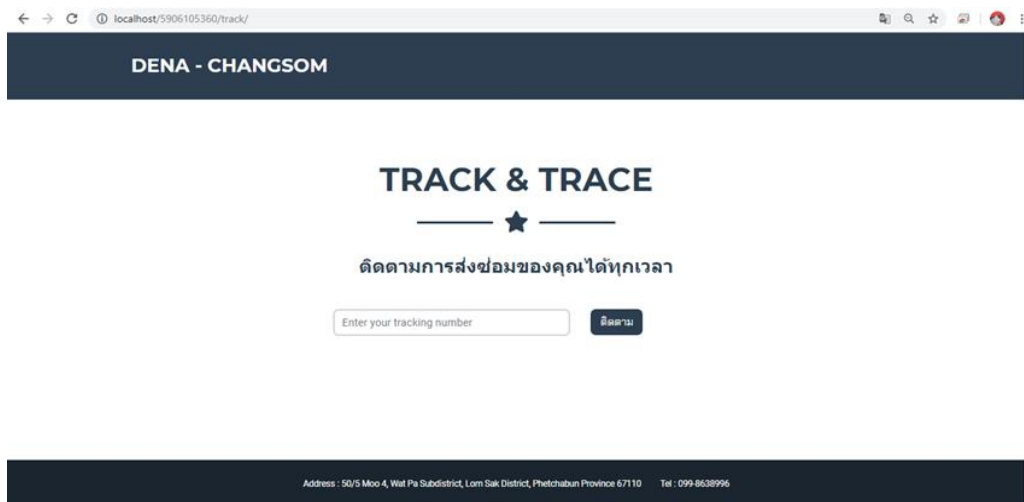 localhost/5906105360/track/
DENA - CHANGSOM
TRACK & TRACE
ติดตามการส่งซ่อมของคุณได้ทุกเวลา
Enter your tracking number ติดตาม
Address : 50/5 Moo 4, Wat Pa Subdistrict, Lom Sak District, Phetchabun Province 67110 Tel : 099-8638996